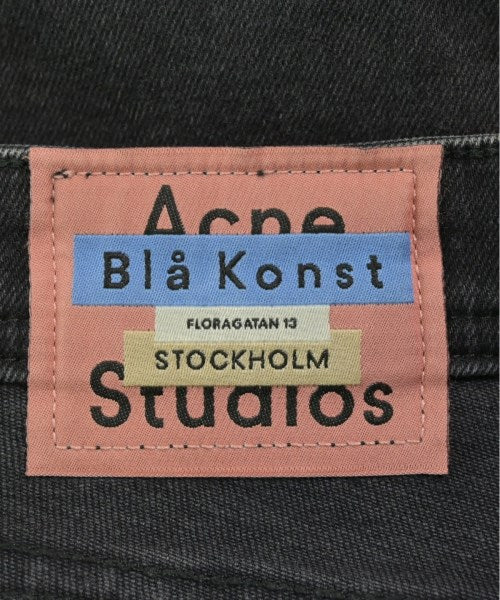 Acne
Blå Konst
FLORAGATAN 13
STOCKHOLM
Studios